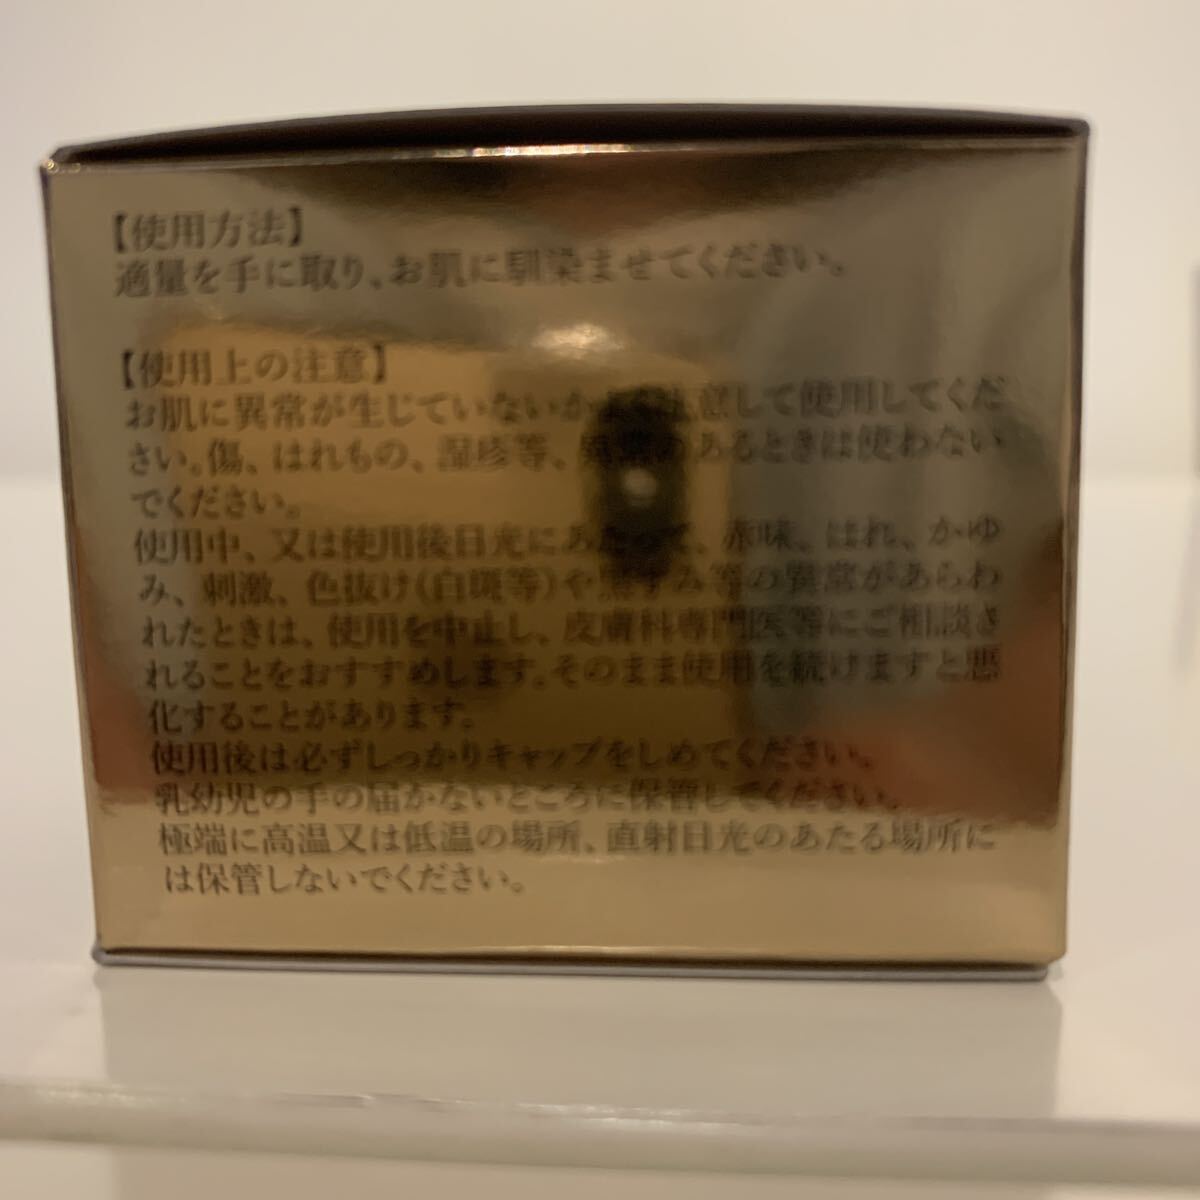 【使用方法】
適量を手に取り、お肌に馴染ませてください。
【使用上の注意】
お肌に異常が生じていないかよく注意して使用してくだ
さい。傷、はれもの、湿疹等、異常のあるときは使わない
でください。
使用中、又は使用後日光にあたって、赤味、はれ、かゆ
み、刺激、色抜け(白斑等)や黒ずみ等の異常があらわ
れたときは、使用を中止し、皮膚科専門医等にご相談さ
れることをおすすめします。そのまま使用を続けますと悪
化することがあります。
使用後は必ずしっかりキャップをしめてください。
乳幼児の手の届かないところに保管してください。
極端に高温又は低温の場所、直射日光のあたる場所に
は保管しないでください。